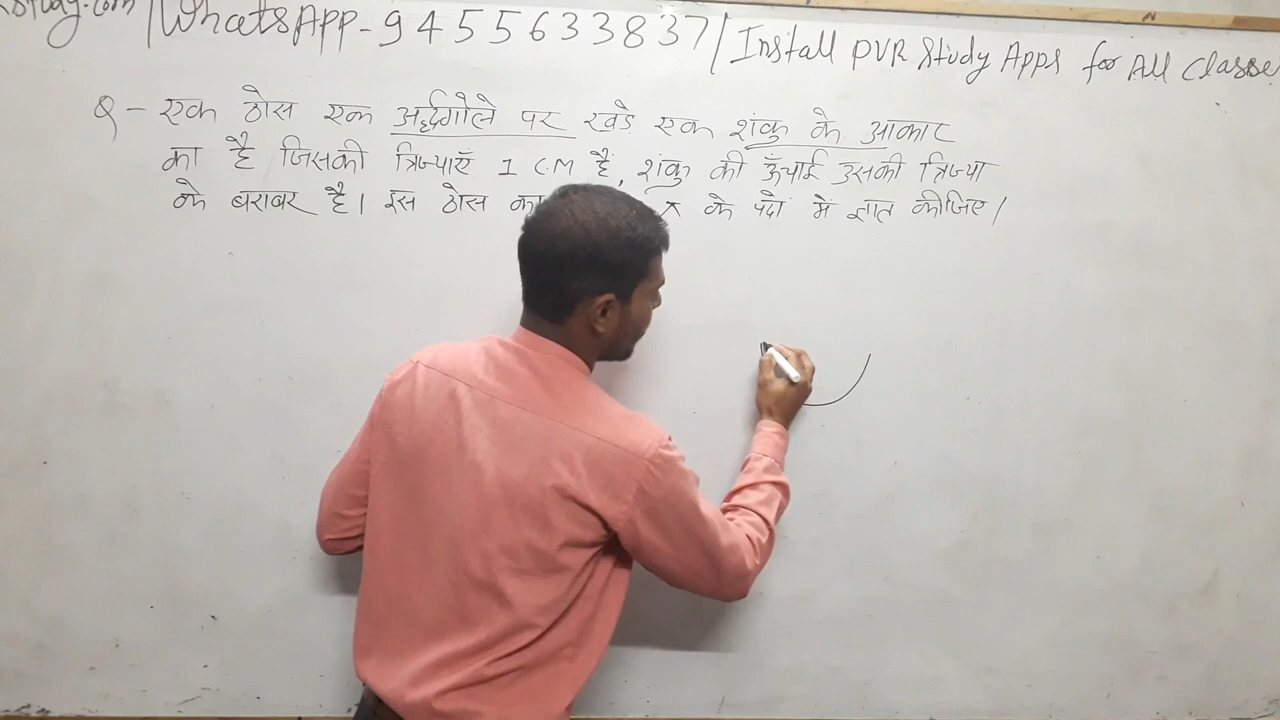 study.com | WhatsApp-9455633837 | Install PVR Study Apps for All Classe
Q - एक ठोस एक अर्द्धगोले पर खड़े एक शंकु के आकार
का है जिसकी त्रिज्याएँ 1 CM हैं, शंकु की ऊँचाई उसकी त्रिज्या
के बराबर है। इस ठोस का π के पदों में ज्ञात कीजिए।